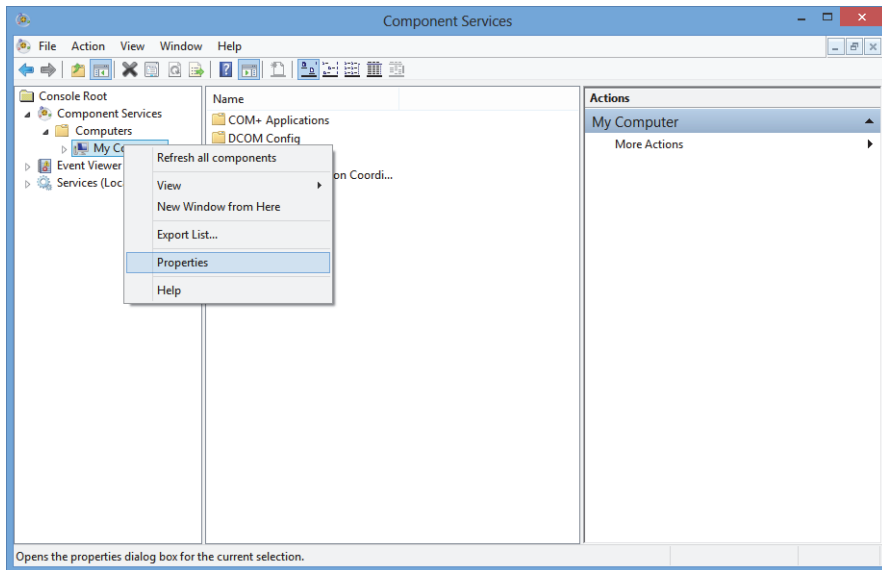 Component Services
File Action View Window Help
Console Root
Component Services
Computers
My Co
Event Viewer
Services (Loc
Name
COM+ Applications
DCOM Config
on Coordi...
Refresh all components
View
New Window from Here
Export List...
Properties
Help
Actions
My Computer
More Actions
Opens the properties dialog box for the current selection.